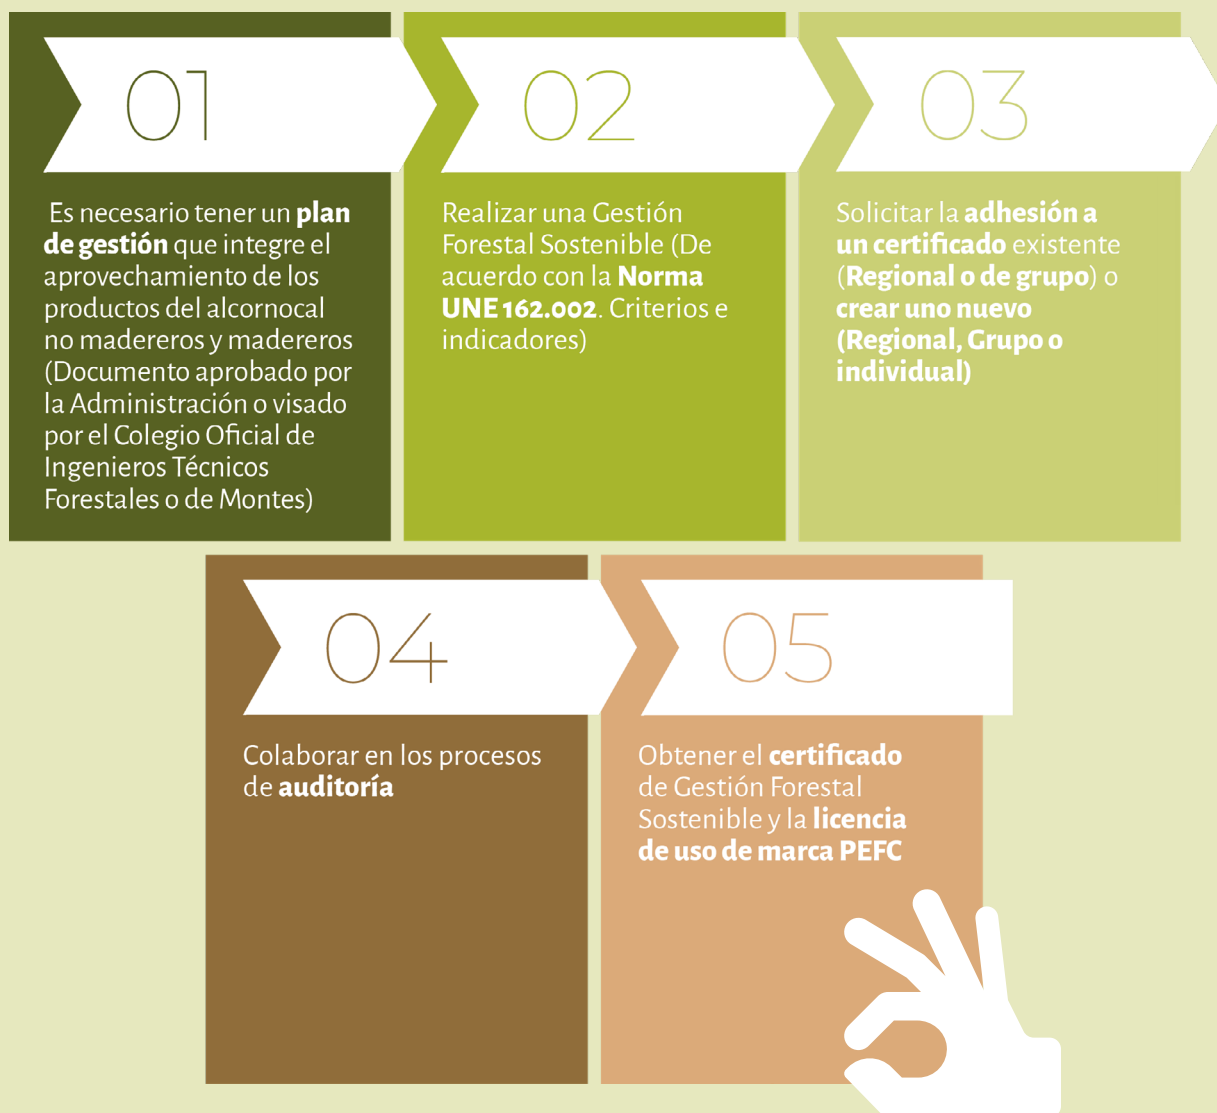 01
Es necesario tener un plan
de gestión que integre el
aprovechamiento de los
productos del alcornocal
no madereros y madereros
(Documento aprobado por
la Administración o visado
por el Colegio Oficial de
Ingenieros Técnicos
Forestales o de Montes)
02
Realizar una Gestión
Forestal Sostenible (De
acuerdo con la Norma
UNE 162.002. Criterios e
indicadores)
03
Solicitar la adhesión a
un certificado existente
(Regional o de grupo) o
crear uno nuevo
(Regional, Grupo o
individual)
04
Colaborar en los procesos
de auditoría
05
Obtener el certificado
de Gestión Forestal
Sostenible y la licencia
de uso de marca PEFC